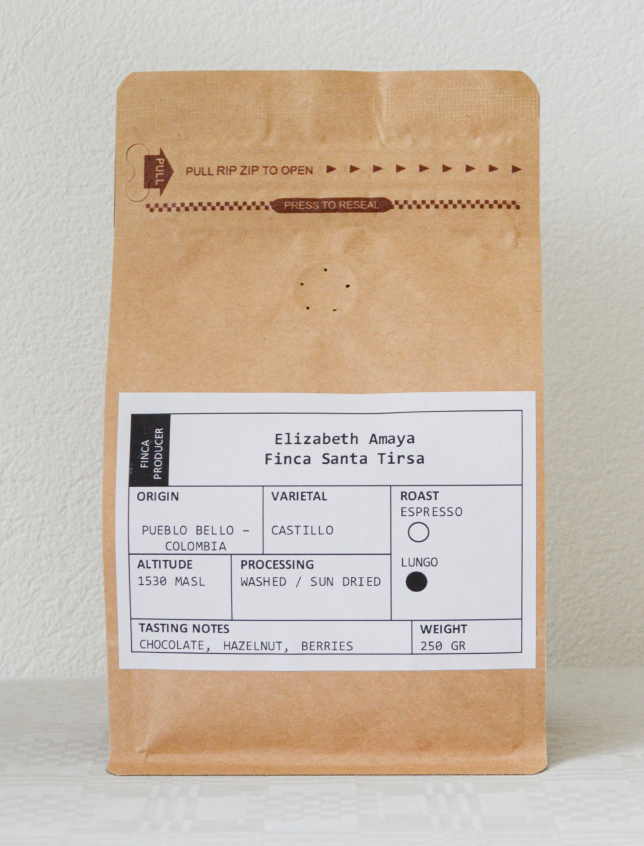 PULL
PULL RIP ZIP TO OPEN
PRESS TO RESEAL
FINCA
PRODUCER
Elizabeth Amaya
Finca Santa Tirsa
ORIGIN
PUEBLO BELLO –
COLOMBIA
VARIETAL
CASTILLO
ROAST
ESPRESSO
LUNGO
ALTITUDE
1530 MASL
PROCESSING
WASHED / SUN DRIED
TASTING NOTES
CHOCOLATE, HAZELNUT, BERRIES
WEIGHT
250 GR